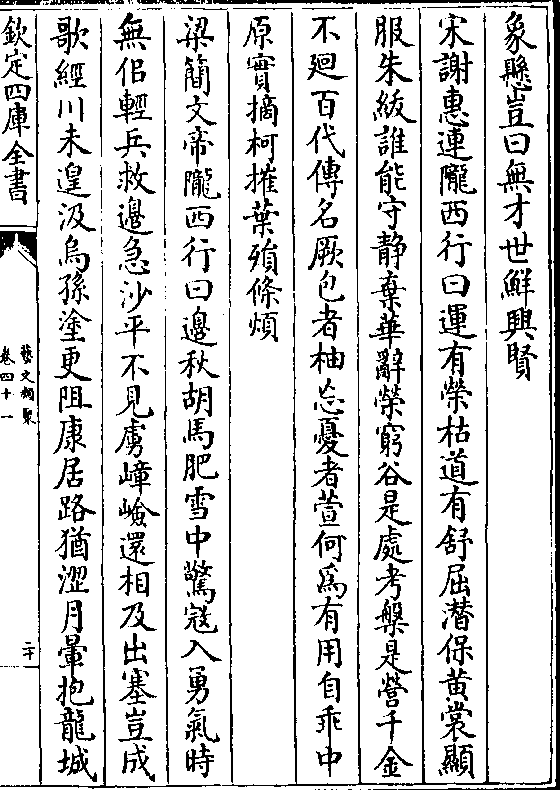 象懸豈曰無才世鮮興賢
宋謝惠連隴西行曰運有榮枯道有舒屈潛保黃裳顯
服朱紱誰能守静棄華辭榮窮谷是處考槃是營千金
不廻百代傳名厥包者柚忘憂者萱何爲有用自乖中
原實摘柯摧葉殞條煩
梁簡文帝隴西行曰邊秋胡馬肥雪中驚寇入勇氣時
無侶輕兵救邊急沙平不見虜嶂嶮還相及出塞豈成
歌經川未遑汲烏孫塗更阻康居路猶澀月暈抱龍城
欽定四庫全書
藝文類聚
卷四十一
二十